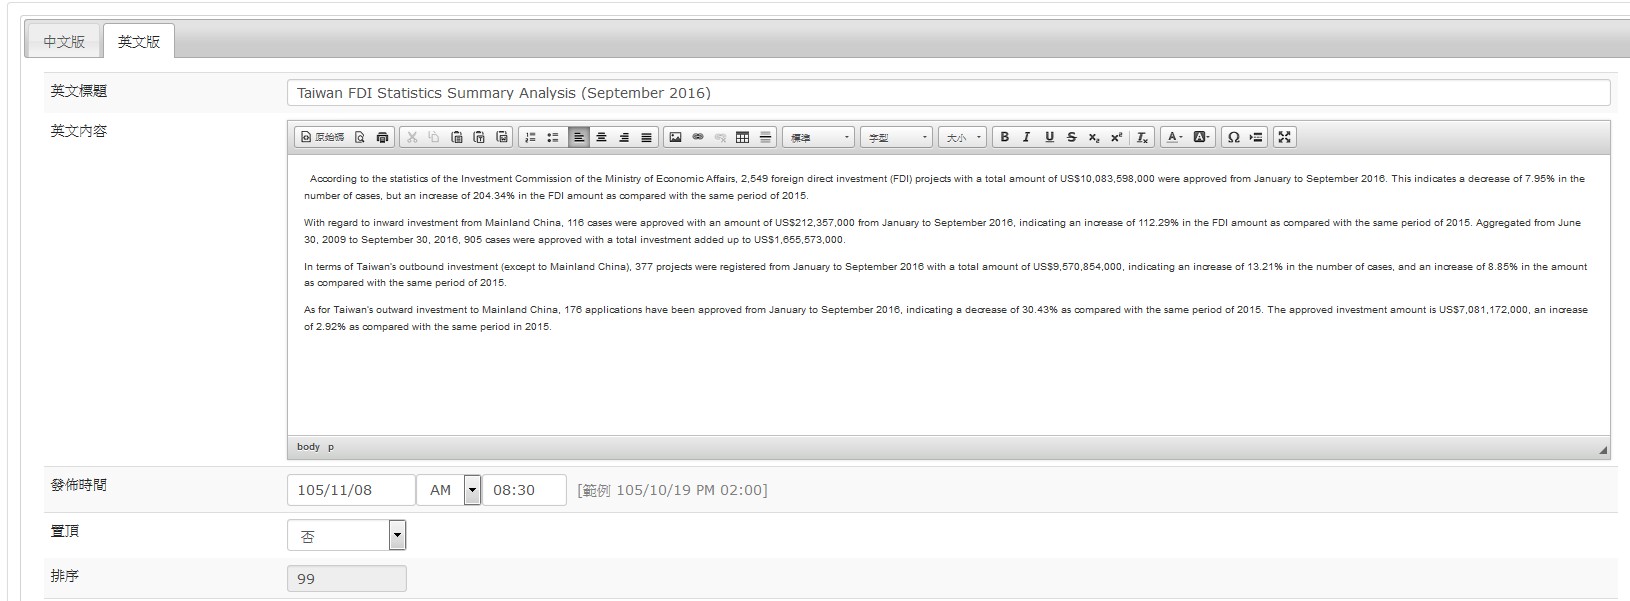 中文版 英文版
英文標題 Taiwan FDI Statistics Summary Analysis (September 2016)
英文內容 原始碼 標準 字型 大小 B I U S x₂ x² Tx A A Ω
According to the statistics of the Investment Commission of the Ministry of Economic Affairs, 2,549 foreign direct investment (FDI) projects with a total amount of US$10,083,598,000 were approved from January to September 2016. This indicates a decrease of 7.95% in the
number of cases, but an increase of 204.34% in the FDI amount as compared with the same period of 2015.
With regard to inward investment from Mainland China, 116 cases were approved with an amount of US$212,357,000 from January to September 2016, indicating an increase of 112.29% in the FDI amount as compared with the same period of 2015. Aggregated from June
30, 2009 to September 30, 2016, 905 cases were approved with a total investment added up to US$1,655,573,000.
In terms of Taiwan's outbound investment (except to Mainland China), 377 projects were registered from January to September 2016 with a total amount of US$9,570,854,000, indicating an increase of 13.21% in the number of cases, and an increase of 8.85% in the amount
as compared with the same period of 2015.
As for Taiwan's outward investment to Mainland China, 176 applications have been approved from January to September 2016, indicating a decrease of 30.43% as compared with the same period of 2015. The approved investment amount is US$7,081,172,000, an increase
of 2.92% as compared with the same period in 2015.
body p
發佈時間 105/11/08 AM 08:30 [範例 105/10/19 PM 02:00]
置頂 否
排序 99